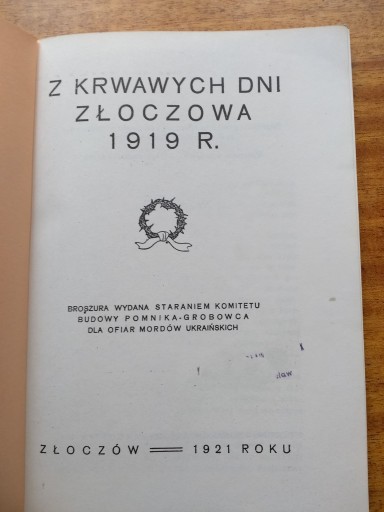 Z KRWAWYCH DNI
ZŁOCZOWA
1919 R.
BROSZURA WYDANA STARANIEM KOMITETU
BUDOWY POMNIKA-GROBOWCA
DLA OFIAR MORDÓW UKRAIŃSKICH
ZŁOCZÓW 1921 ROKU